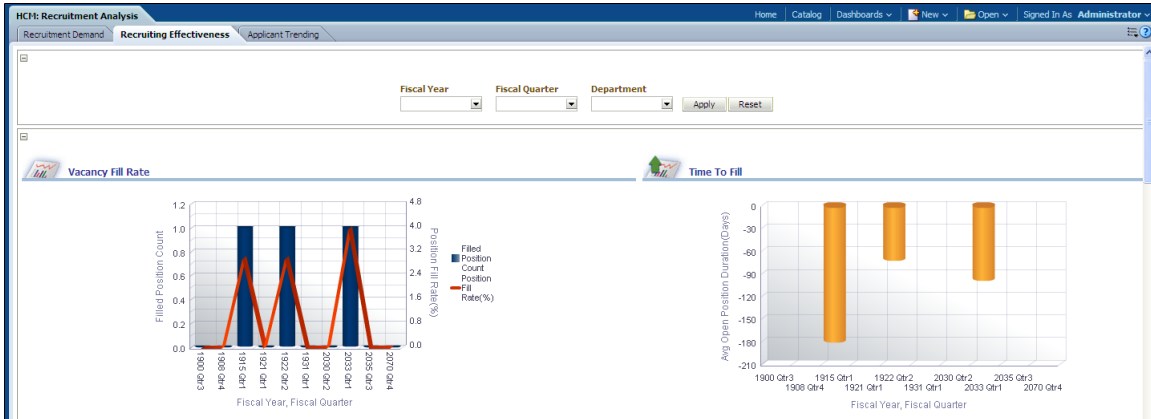 HCM: Recruitment Analysis
Home Catalog Dashboards New Open Signed In As Administrator
Recruitment Demand Recruiting Effectiveness Applicant Trending
Fiscal Year Fiscal Quarter Department
Apply Reset
Vacancy Fill Rate
1.2
1.0
0.8
0.6
0.4
0.2
0.0
Filled Position Count
4.8
4.0
3.2
2.4
1.6
0.8
0.0
Position Fill Rate(%)
Filled
Position
Count
Position
Fill
Rate(%)
1900 Qtr3
1908 Qtr4
1915 Qtr1
1921 Qtr1
1922 Qtr2
1931 Qtr1
2030 Qtr2
2033 Qtr1
2035 Qtr3
2070 Qtr4
Fiscal Year, Fiscal Quarter
Time To Fill
0
-30
-60
-90
-120
-150
-180
-210
Avg Open Position Duration(Days)
1900 Qtr3 1915 Qtr1 1922 Qtr2 2030 Qtr2 2035 Qtr3
1908 Qtr4 1921 Qtr1 1931 Qtr1 2033 Qtr1 2070 Qtr4
Fiscal Year, Fiscal Quarter